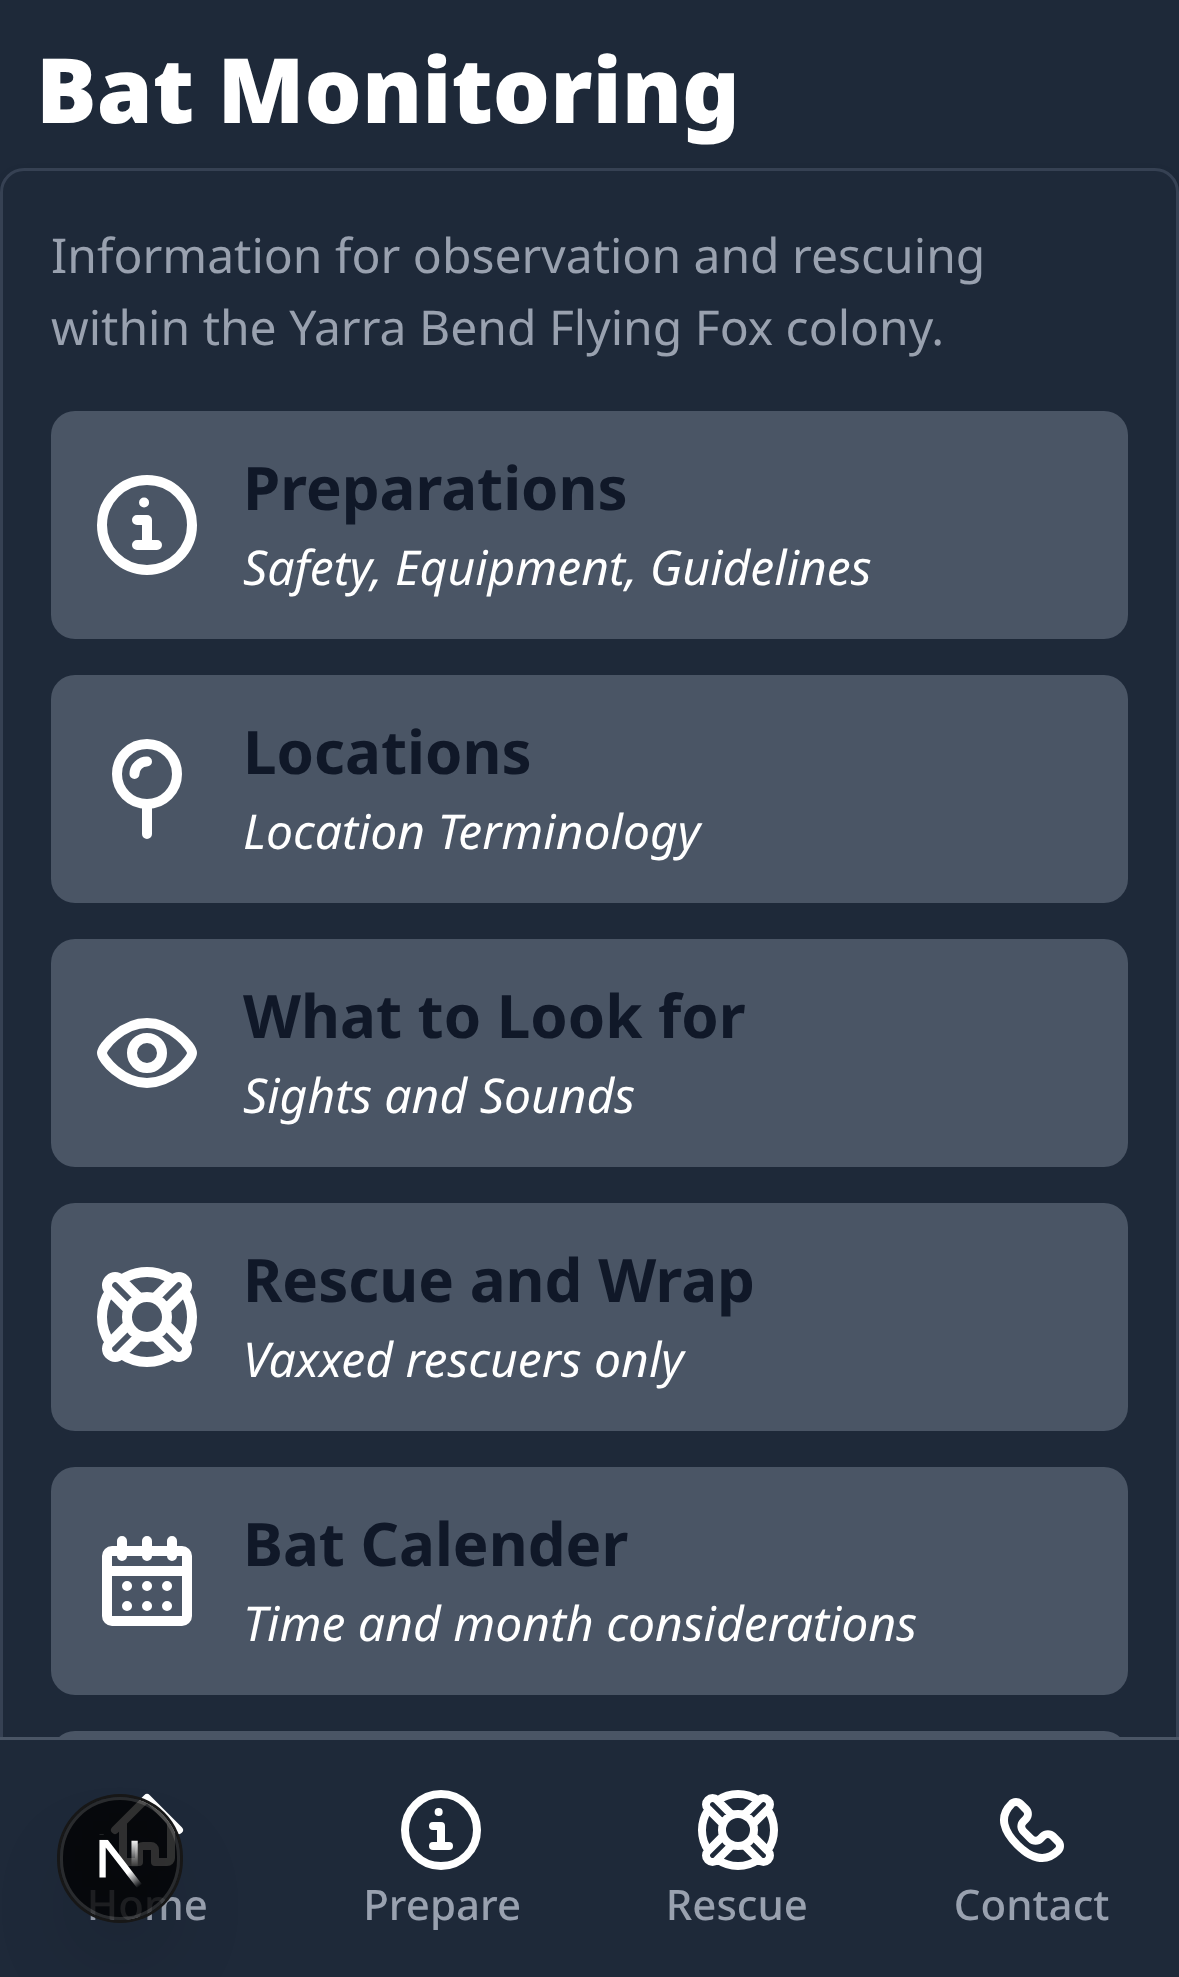 Bat Monitoring
Information for observation and rescuing
within the Yarra Bend Flying Fox colony.
Preparations
Safety, Equipment, Guidelines
Locations
Location Terminology
What to Look for
Sights and Sounds
Rescue and Wrap
Vaxxed rescuers only
Bat Calender
Time and month considerations
N
Home Prepare Rescue Contact